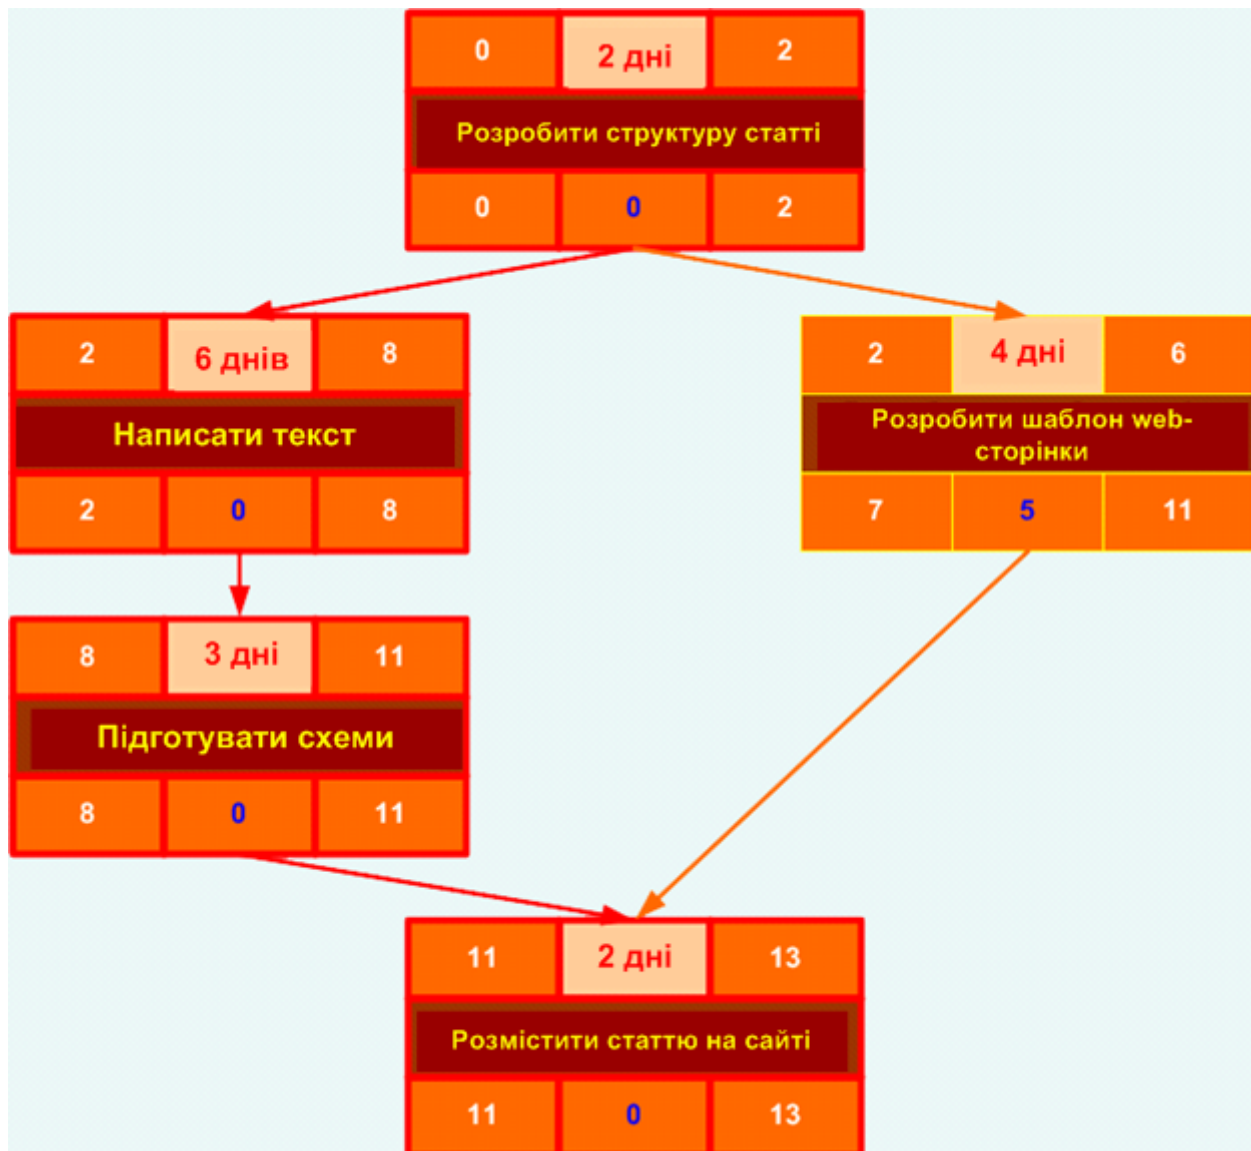 0 2 дні 2
Розробити структуру статті
0 0 2
2 6 днів 8
Написати текст
2 0 8
2 4 дні 6
Розробити шаблон web-
сторінки
7 5 11
8 3 дні 11
Підготувати схеми
8 0 11
11 2 дні 13
Розмістити статтю на сайті
11 0 13